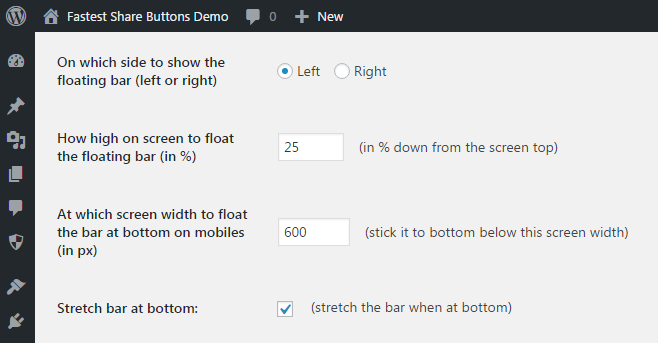 Fastest Share Buttons Demo 0 New
On which side to show the
floating bar (left or right)
Left Right
How high on screen to float
the floating bar (in %)
25 (in % down from the screen top)
At which screen width to float
the bar at bottom on mobiles
(in px)
600 (stick it to bottom below this screen width)
Stretch bar at bottom: (stretch the bar when at bottom)